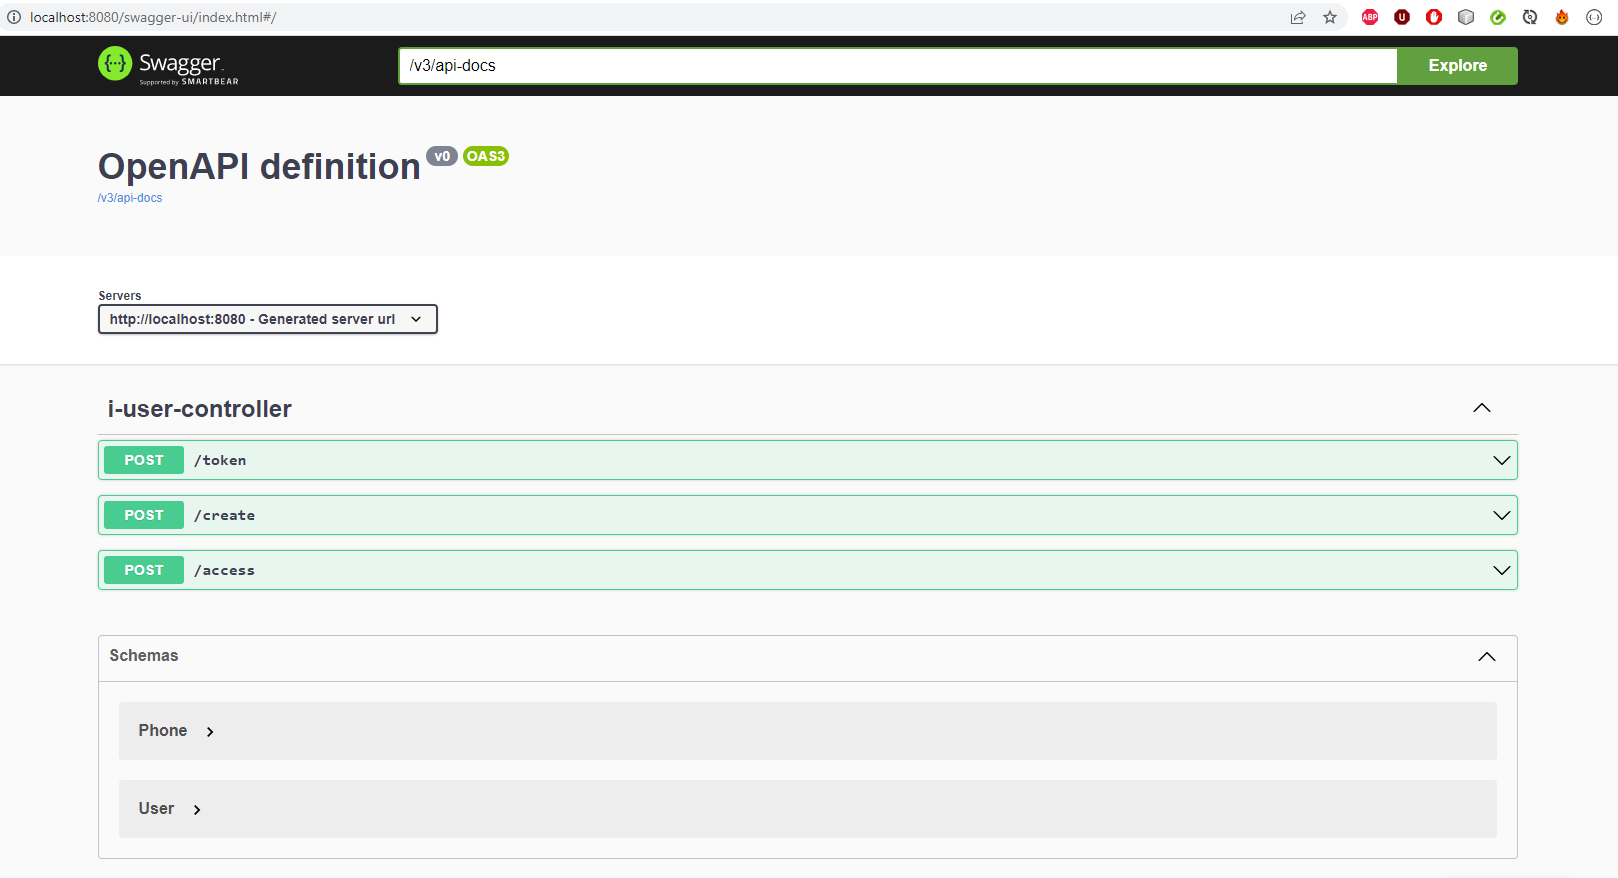 localhost:8080/swagger-ui/index.html#/
ABP
U
{··} Swagger.
Supported by SMARTBEAR
/v3/api-docs
Explore
OpenAPI definition v0 OAS3
/v3/api-docs
Servers
http://localhost:8080 - Generated server url
i-user-controller
POST /token
POST /create
POST /access
Schemas
Phone
User